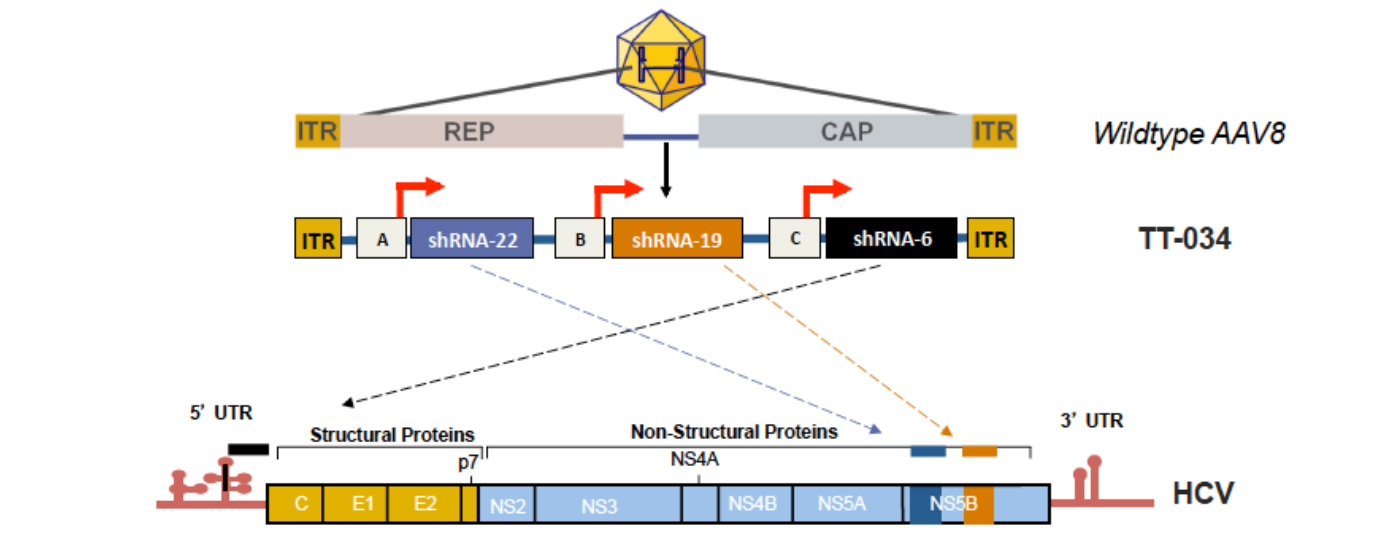 ITR REP CAP ITR Wildtype AAV8
ITR A shRNA-22 B shRNA-19 C shRNA-6 ITR TT-034
5' UTR 3' UTR
Structural Proteins Non-Structural Proteins
p7 NS4A
C E1 E2 NS2 NS3 NS4B NS5A NS5B HCV